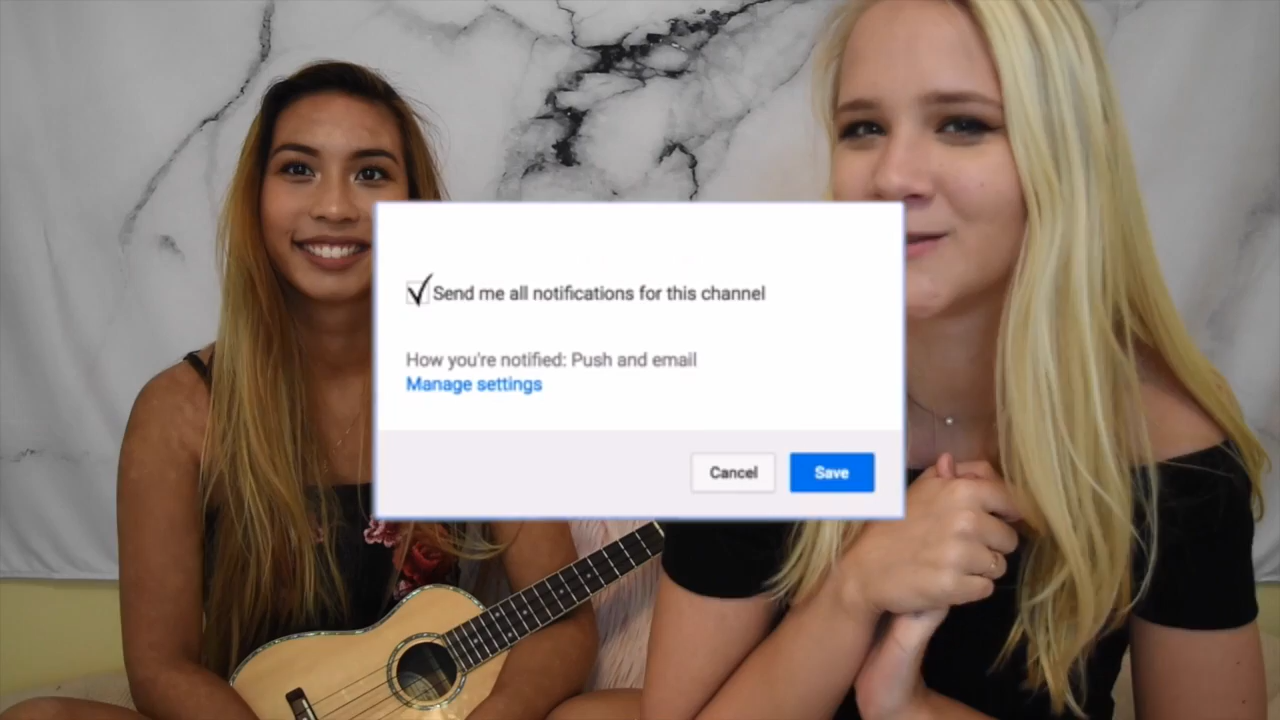 Send me all notifications for this channel
How you're notified: Push and email
Manage settings
Cancel
Save